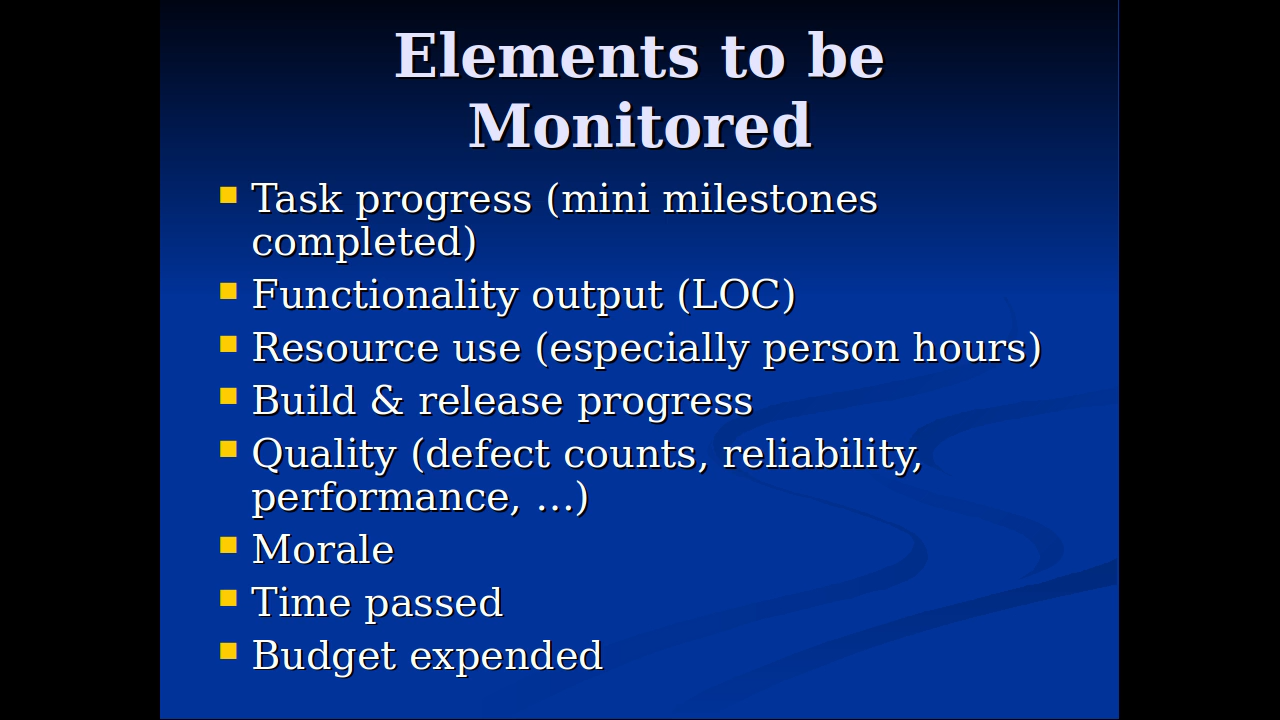 Elements to be
Monitored
Task progress (mini milestones
completed)
Functionality output (LOC)
Resource use (especially person hours)
Build & release progress
Quality (defect counts, reliability,
performance, …)
Morale
Time passed
Budget expended